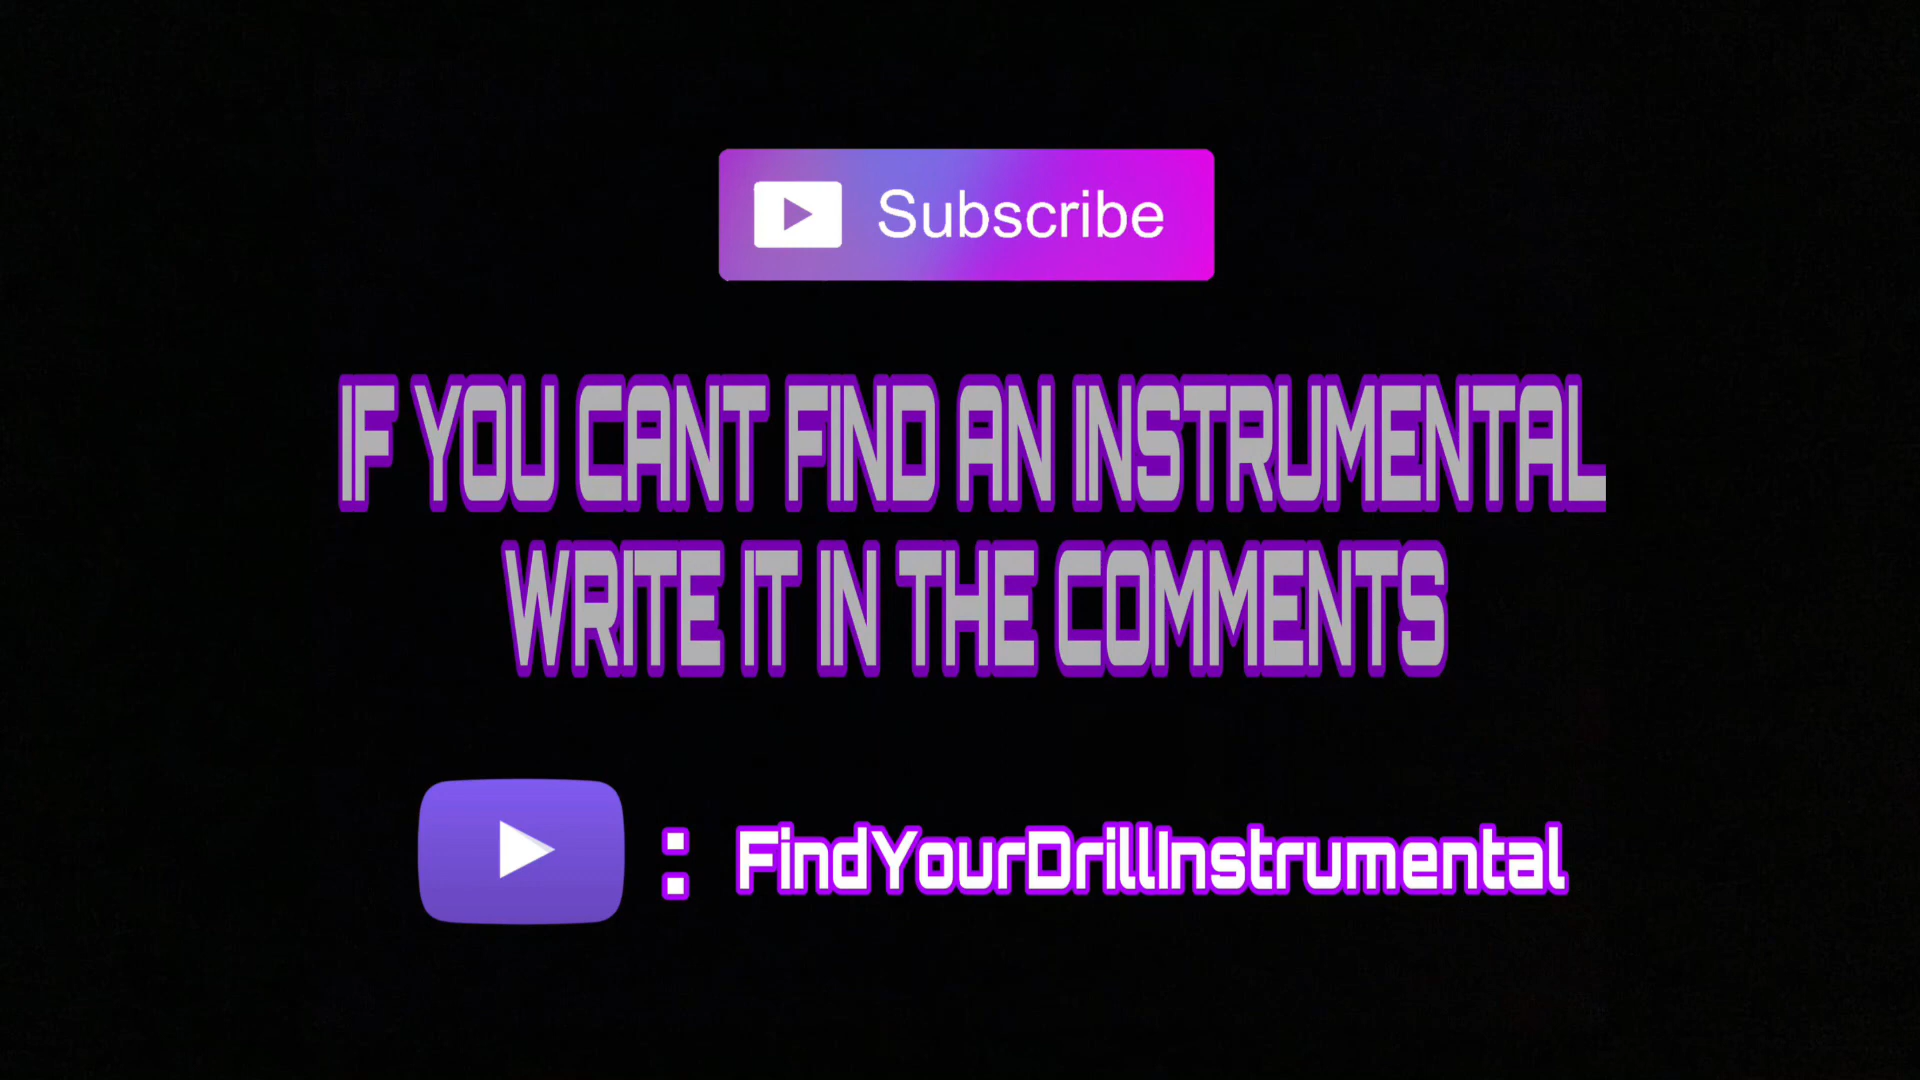 Subscribe
IF YOU CANT FIND AN INSTRUMENTAL
WRITE IT IN THE COMMENTS
: FindYourDrillInstrumental